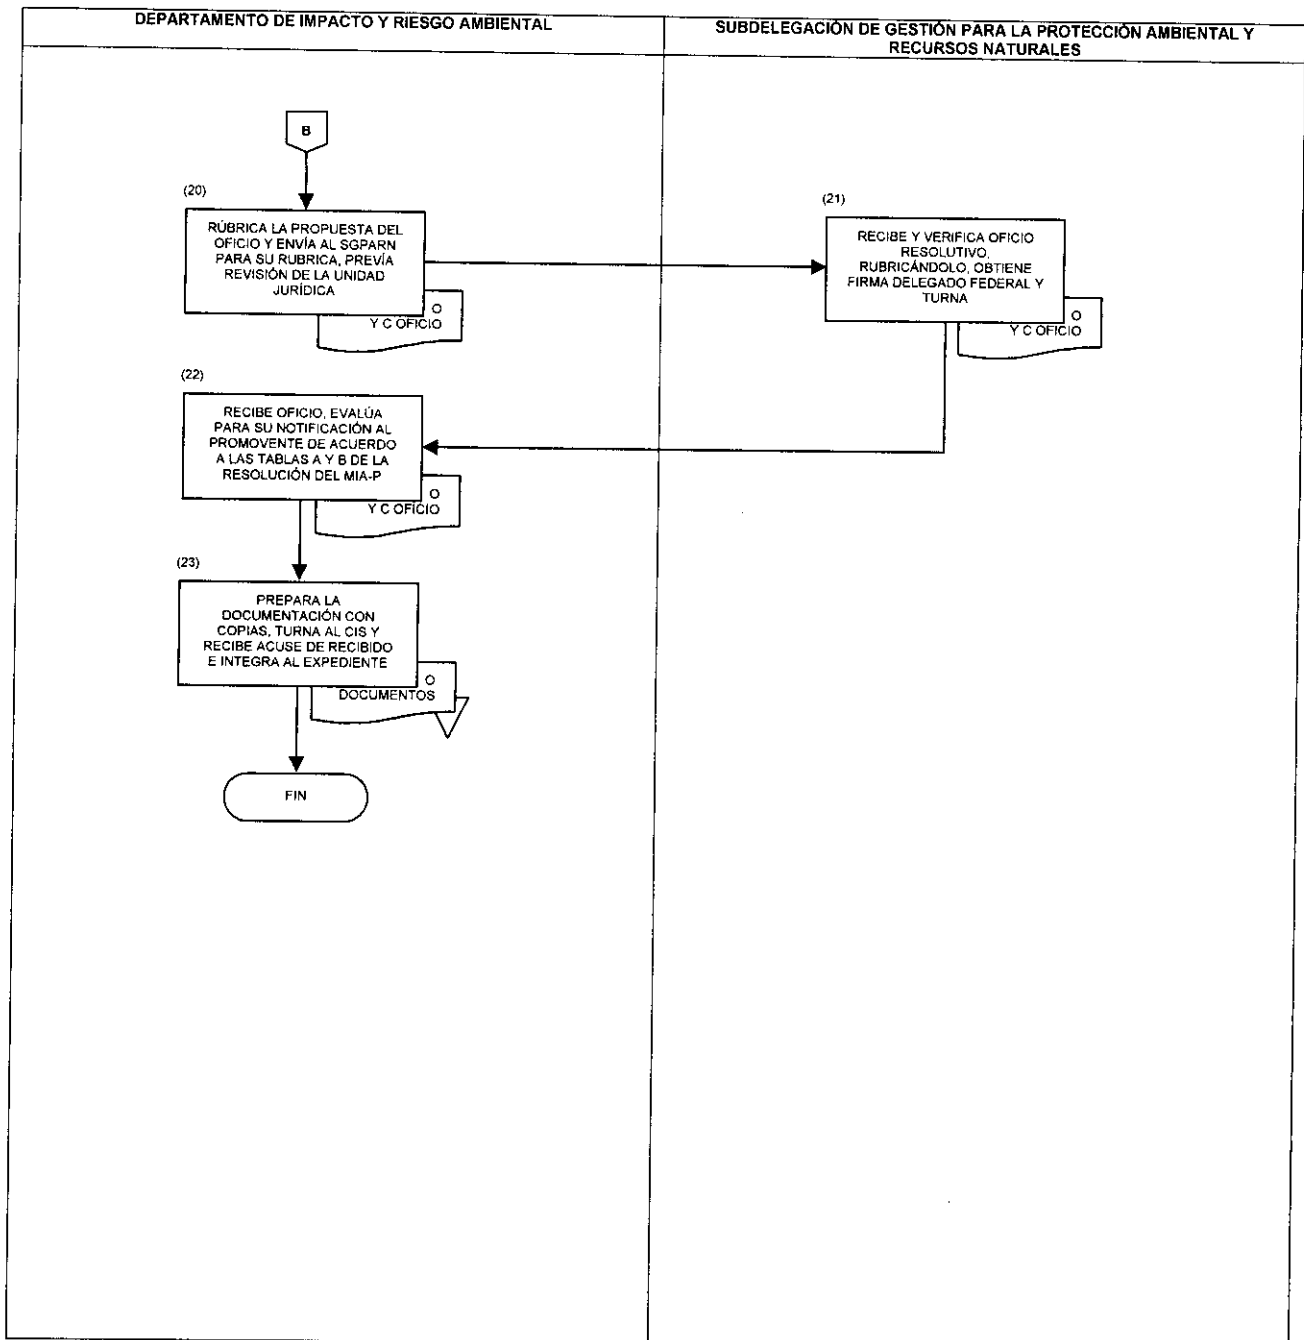 DEPARTAMENTO DE IMPACTO Y RIESGO AMBIENTAL
SUBDELEGACIÓN DE GESTIÓN PARA LA PROTECCIÓN AMBIENTAL Y
RECURSOS NATURALES
B
(20)
RÚBRICA LA PROPUESTA DEL
OFICIO Y ENVÍA AL SGPARN
PARA SU RUBRICA, PREVÍA
REVISIÓN DE LA UNIDAD
JURÍDICA
O
Y C OFICIO
(21)
RECIBE Y VERIFICA OFICIO
RESOLUTIVO,
RUBRICÁNDOLO, OBTIENE
FIRMA DELEGADO FEDERAL Y
TURNA
O
Y C OFICIO
(22)
RECIBE OFICIO, EVALÚA
PARA SU NOTIFICACIÓN AL
PROMOVENTE DE ACUERDO
A LAS TABLAS A Y B DE LA
RESOLUCIÓN DEL MIA-P
O
Y C OFICIO
(23)
PREPARA LA
DOCUMENTACIÓN CON
COPIAS, TURNA AL CIS Y
RECIBE ACUSE DE RECIBIDO
E INTEGRA AL EXPEDIENTE
O
DOCUMENTOS
FIN